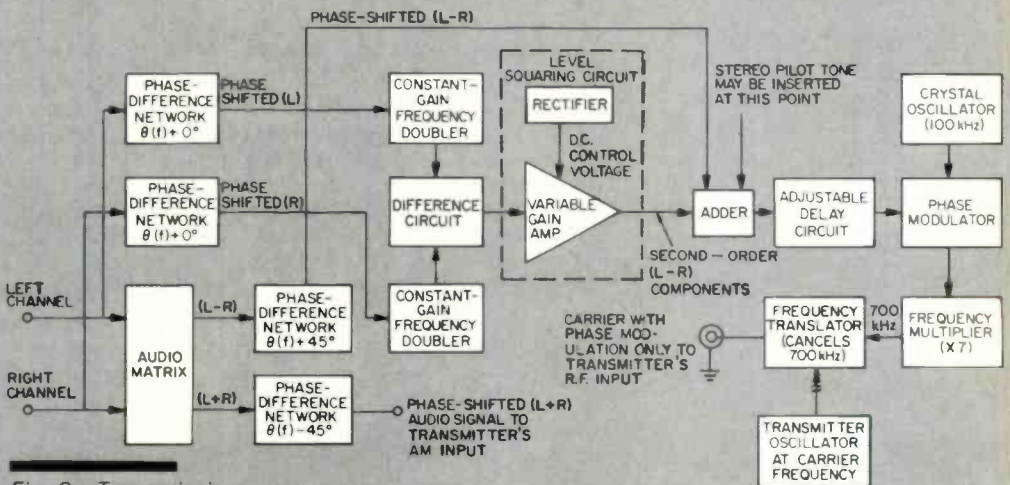 PHASE-SHIFTED (L-R)
PHASE-
DIFFERENCE
NETWORK
θ(f)+0°
PHASE
SHIFTED (L)
CONSTANT-
GAIN
FREQUENCY
DOUBLER
LEVEL
SQUARING CIRCUIT
RECTIFIER
D.C.
CONTROL
VOLTAGE
STEREO PILOT TONE
MAY BE INSERTED
AT THIS POINT
CRYSTAL
OSCILLATOR
(100 kHz)
PHASE-
DIFFERENCE
NETWORK
θ(f)+0°
PHASE
SHIFTED (R)
DIFFERENCE
CIRCUIT
VARIABLE
GAIN
AMP
ADDER
ADJUSTABLE
DELAY
CIRCUIT
PHASE
MODULATOR
SECOND-ORDER
(L-R)
COMPONENTS
LEFT
CHANNEL
RIGHT
CHANNEL
AUDIO
MATRIX
(L-R)
PHASE-
DIFFERENCE
NETWORK
θ(f)+45°
CONSTANT-
GAIN
FREQUENCY
DOUBLER
CARRIER WITH
PHASE MOD-
ULATION ONLY TO
TRANSMITTER'S
R.F. INPUT
FREQUENCY
TRANSLATOR
(CANCELS
700kHz)
700
kHz
FREQUENCY
MULTIPLIER
(X7)
(L+R)
PHASE-
DIFFERENCE
NETWORK
θ(f)-45°
PHASE-SHIFTED (L+R)
AUDIO SIGNAL TO
TRANSMITTER'S
AM INPUT
TRANSMITTER
OSCILLATOR
AT CARRIER
FREQUENCY